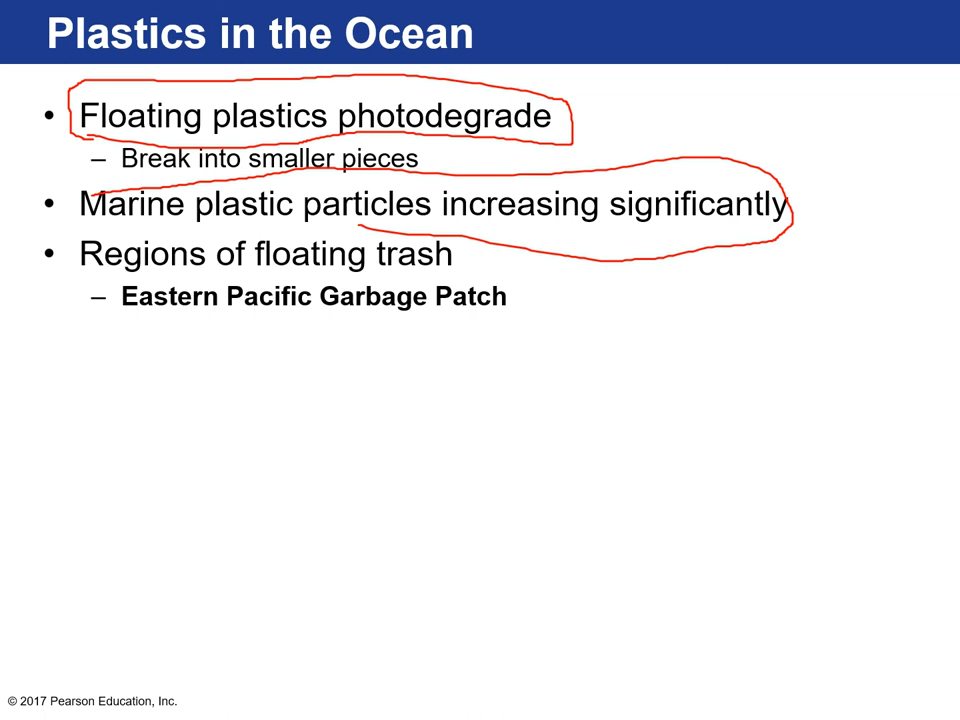 Plastics in the Ocean
• Floating plastics photodegrade
– Break into smaller pieces
• Marine plastic particles increasing significantly
• Regions of floating trash
– Eastern Pacific Garbage Patch
© 2017 Pearson Education, Inc.